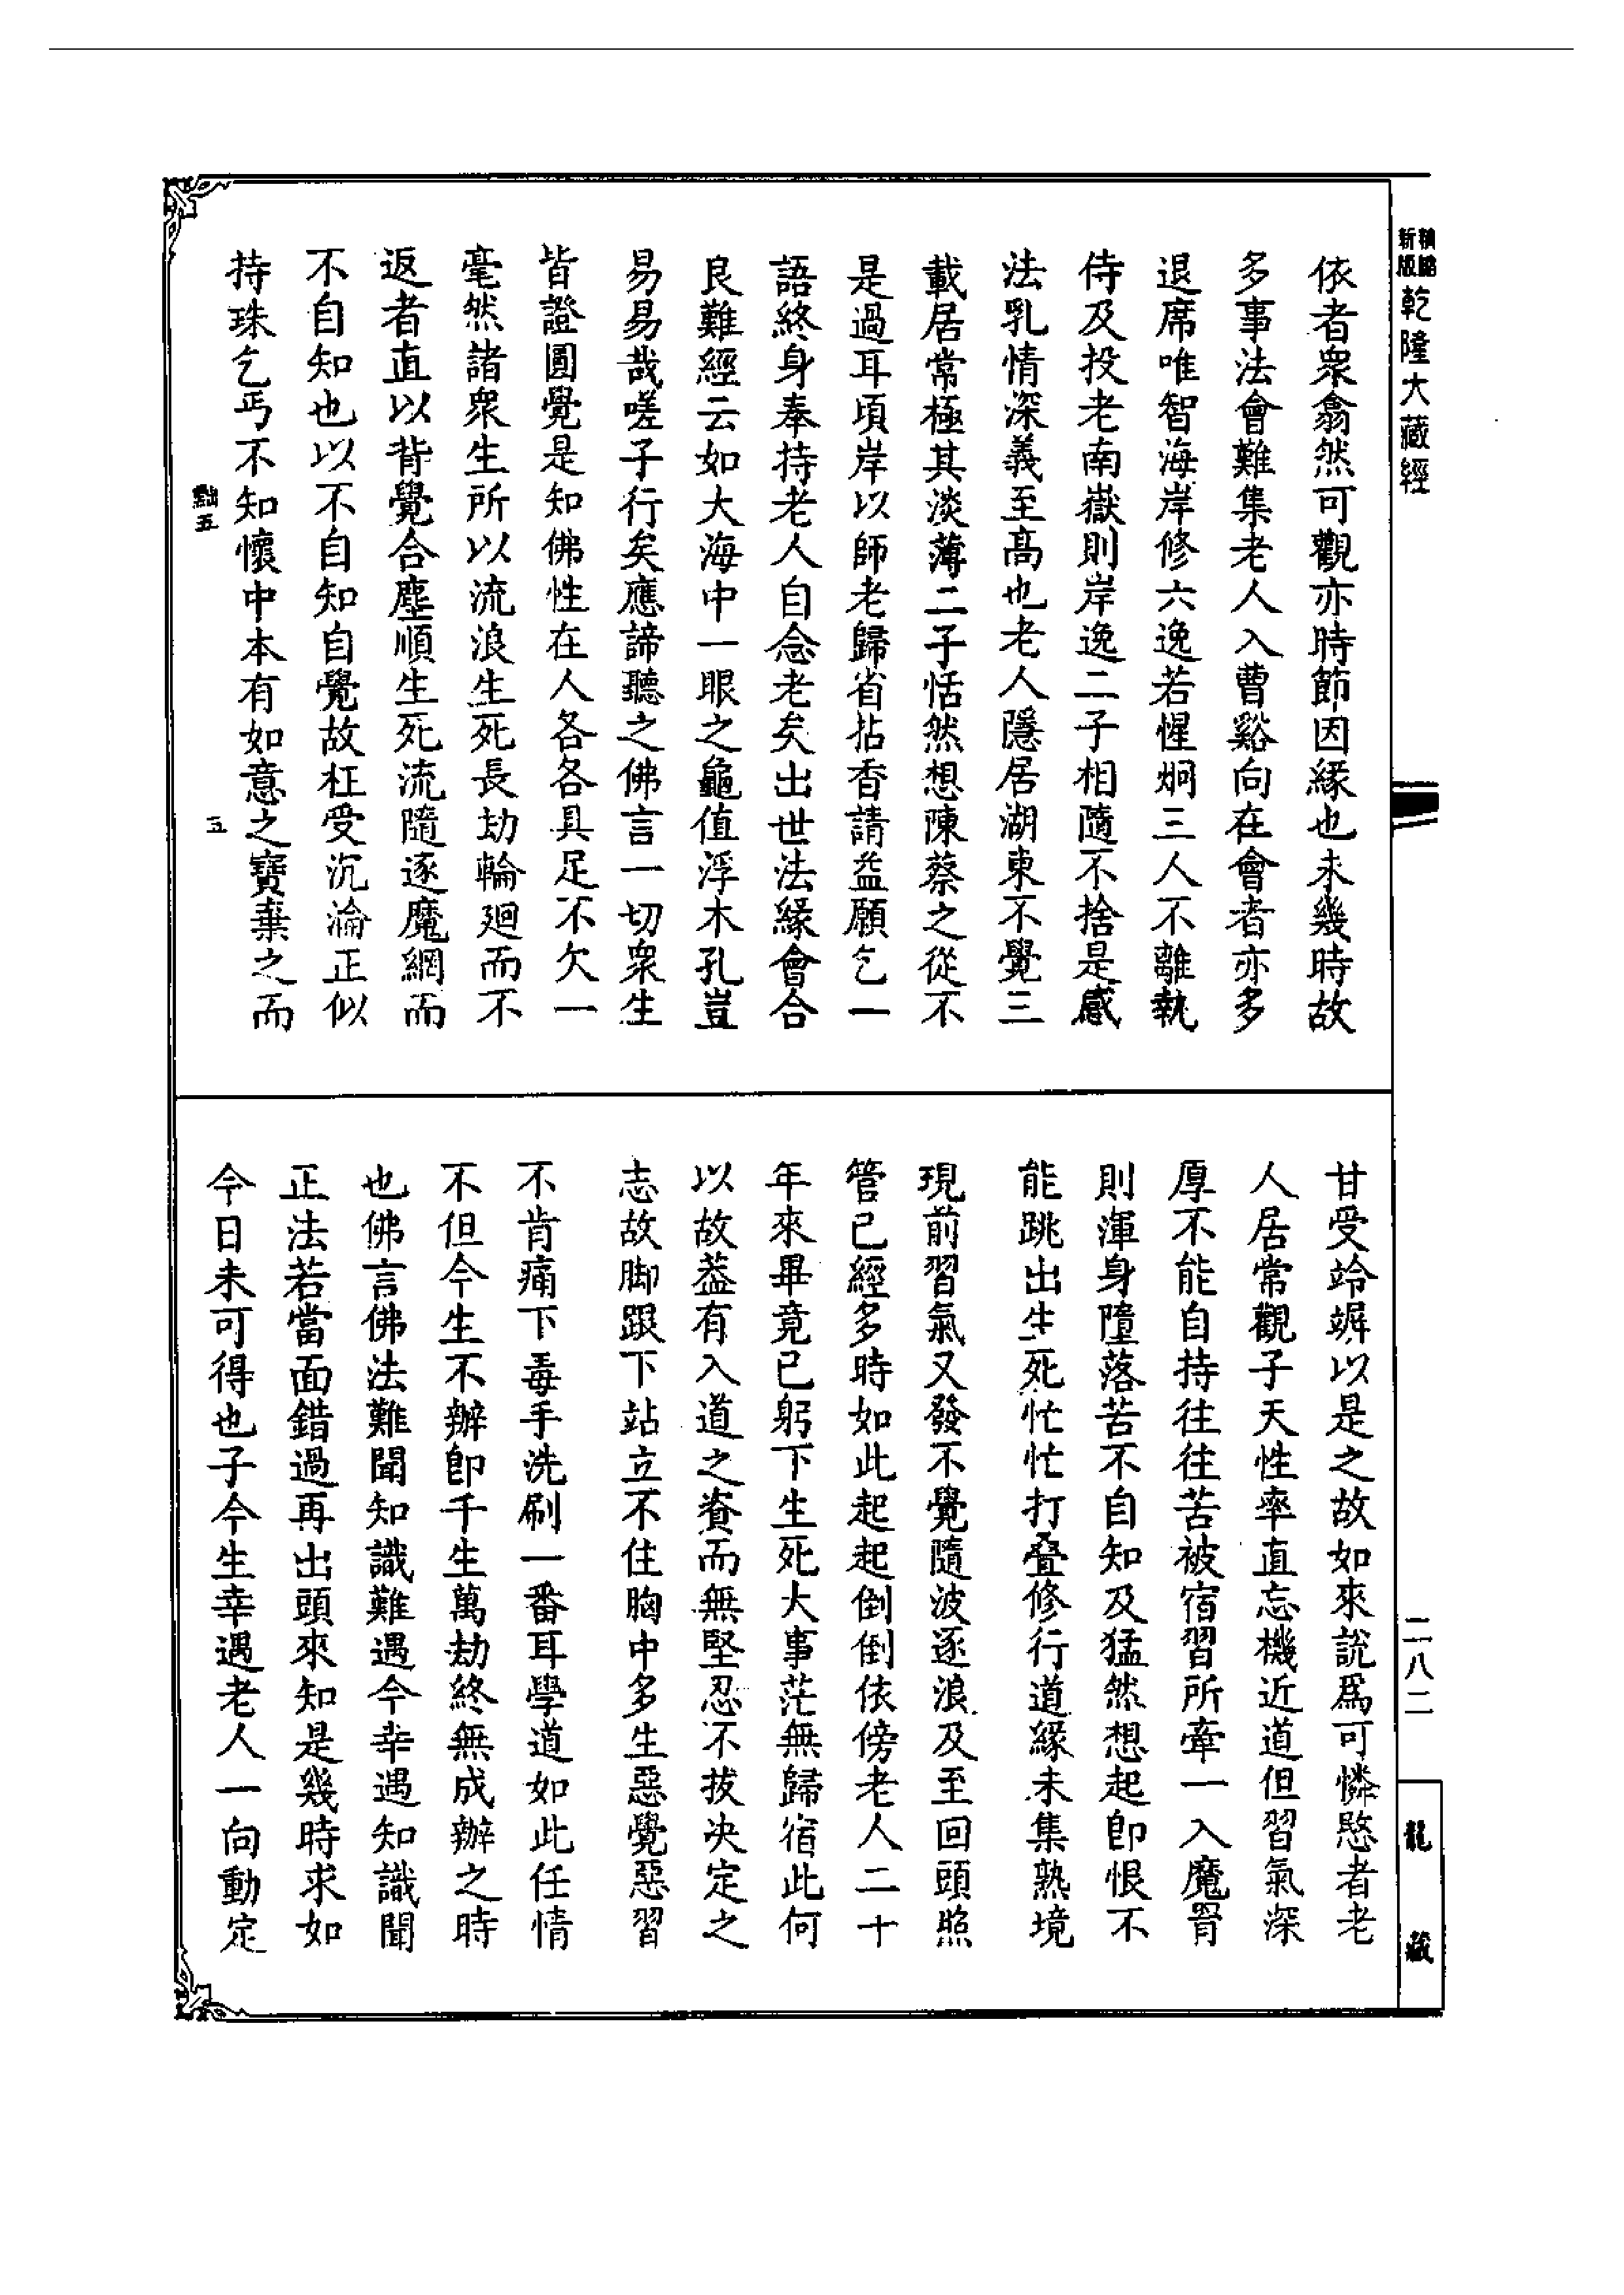 新版精縮
乾隆大藏經
依者衆翕然可觀亦時節因緣也未幾時故
多事法會難集老人入曹谿向在會者亦多
退席唯智海岸修六逸若惺炯三人不離執
侍及投老南嶽則岸逸二子相隨不捨是感
法乳情深義至高也老人隱居湖東不覺三
載居常極其淡薄二子恬然想陳蔡之從不
是過耳頃岸以師老歸省拈香請益願乞一
語終身奉持老人自念老矣出世法緣會合
良難經云如大海中一眼之龜值浮木孔豈
易易哉嗟子行矣應諦聽之佛言一切衆生
皆證圓覺是知佛性在人各各具足不欠一
毫然諸衆生所以流浪生死長劫輪廻而不
返者直以背覺合塵順生死流隨逐魔網而
不自知也以不自知自覺故枉受沉淪正似
持珠乞丐不知懷中本有如意之寶棄之而
五
五
甘受竛竮以是之故如來說爲可憐愍者老
人居常觀子天性率直忘機近道但習氣深
厚不能自持往往苦被宿習所牽一入魔罥
則渾身墮落苦不自知及猛然想起卽恨不
能跳出生死忙忙打疊修行道緣未集熟境
現前習氣又發不覺隨波逐浪及至回頭照
管已經多時如此起起倒倒依傍老人二十
年來畢竟已躬下生死大事茫無歸宿此何
以故葢有入道之資而無堅忍不拔決定之
志故脚跟下站立不住胸中多生惡覺惡習
不肯痛下毒手洗刷一番耳學道如此任情
不但今生不辦卽千生萬劫終無成辦之時
也佛言佛法難聞知識難遇今幸遇知識聞
正法若當面錯過再出頭來知是幾時求如
今日未可得也子今生幸遇老人一向動定
二八二
龍藏